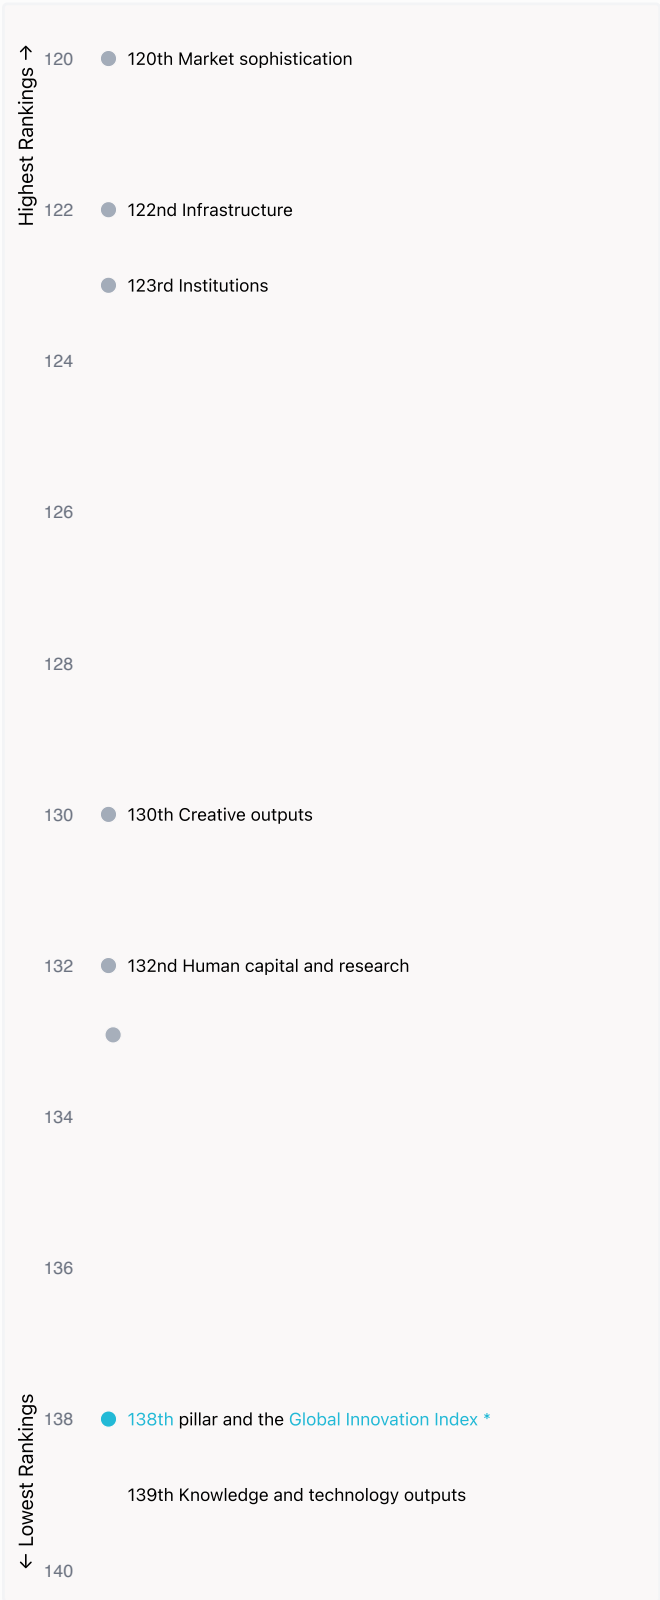 Highest Rankings →
120
120th Market sophistication
122
122nd Infrastructure
123rd Institutions
124
126
128
130
130th Creative outputs
132
132nd Human capital and research
134
136
138
138th pillar and the Global Innovation Index *
139th Knowledge and technology outputs
← Lowest Rankings
140